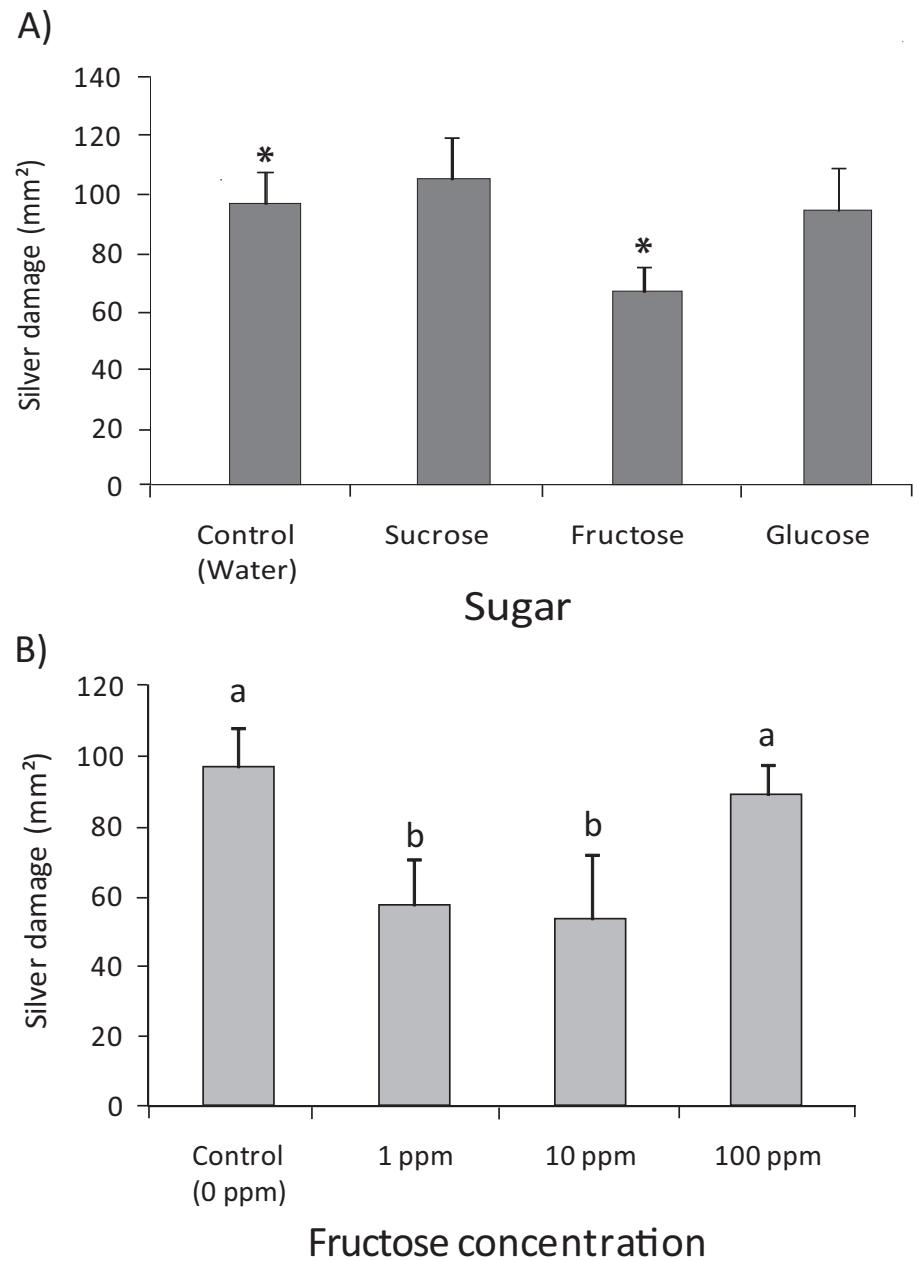 A)
140
120
100
80
60
40
20
0
Silver damage (mm²)
*
*
Control
(Water)
Sucrose
Fructose
Glucose
Sugar
B)
120
100
80
60
40
20
0
Silver damage (mm²)
a
b
b
a
Control
(0 ppm)
1 ppm
10 ppm
100 ppm
Fructose concentration